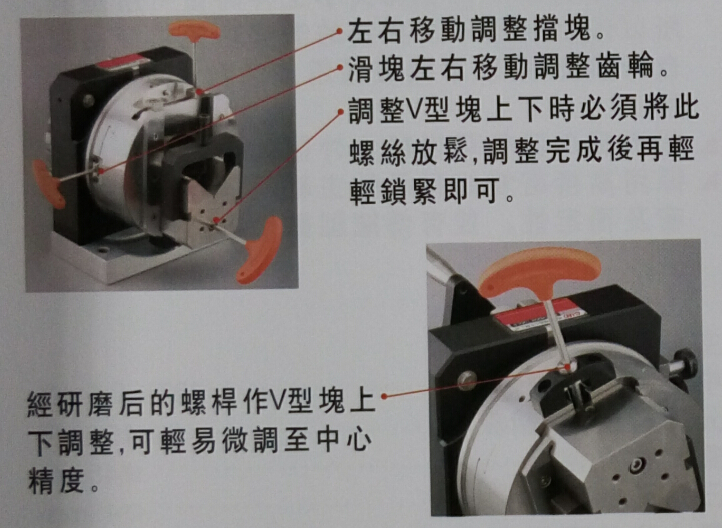 左右移動調整擋塊。
滑塊左右移動調整齒輪。
調整V型塊上下時必須將此
螺絲放鬆,調整完成後再輕
輕鎖緊即可。
經研磨后的螺桿作V型塊上
下調整,可輕易微調至中心
精度。